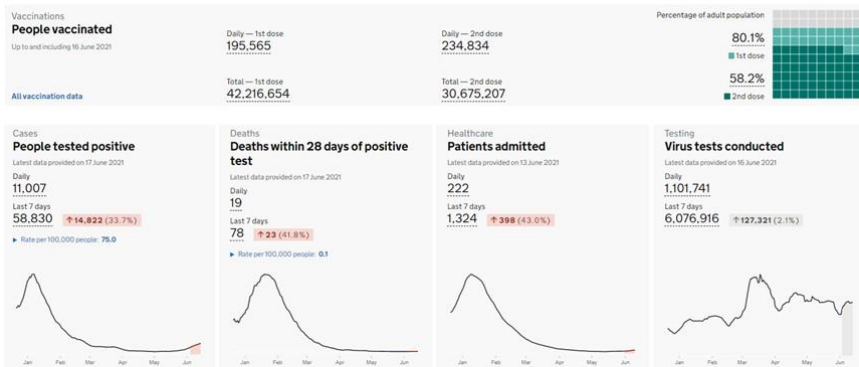 Vaccinations
People vaccinated
Up to and including 16 June 2021
All vaccination data
Daily — 1st dose
195,565
Total — 1st dose
42,216,654
Daily — 2nd dose
234,834
Total — 2nd dose
30,675,207
Percentage of adult population
80.1%
1st dose
58.2%
2nd dose
Cases
People tested positive
Latest data provided on 17 June 2021
Daily
11,007
Last 7 days
58,830 ↑14,822 (33.7%)
▶ Rate per 100,000 people: 75.0
Jan Feb Mar Apr May Jun
Deaths
Deaths within 28 days of positive
test
Latest data provided on 17 June 2021
Daily
19
Last 7 days
78 ↑23 (41.8%)
▶ Rate per 100,000 people: 0.1
Jan Feb Mar Apr May Jun
Healthcare
Patients admitted
Latest data provided on 13 June 2021
Daily
222
Last 7 days
1,324 ↑398 (43.0%)
Jan Feb Mar Apr May Jun
Testing
Virus tests conducted
Latest data provided on 16 June 2021
Daily
1,101,741
Last 7 days
6,076,916 ↑127,321 (2.1%)
Jan Feb Mar Apr May Jun